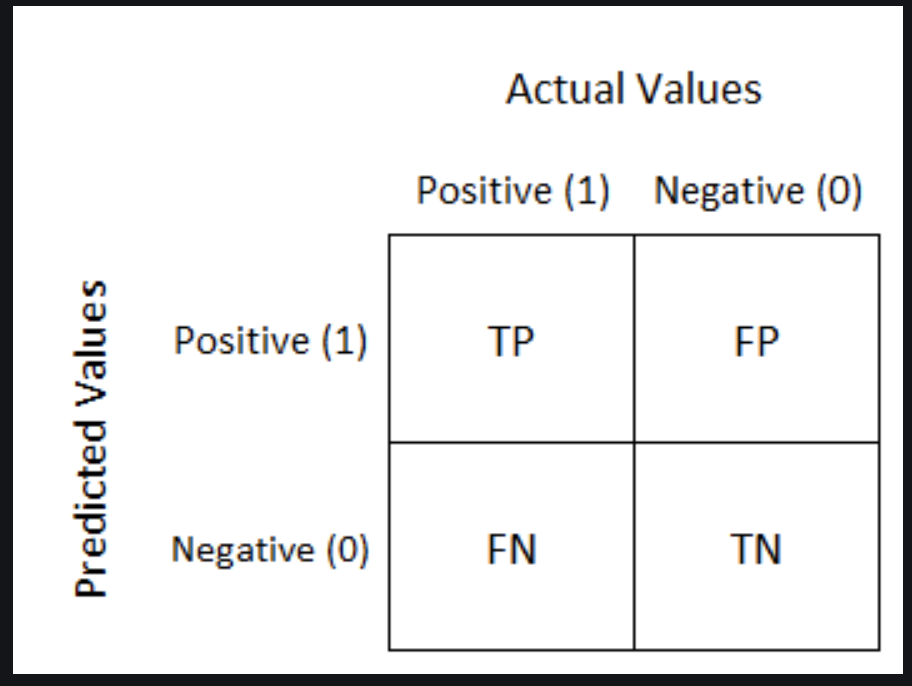 Actual Values
Positive (1) Negative (0)
Predicted Values
Positive (1) TP FP
Negative (0) FN TN